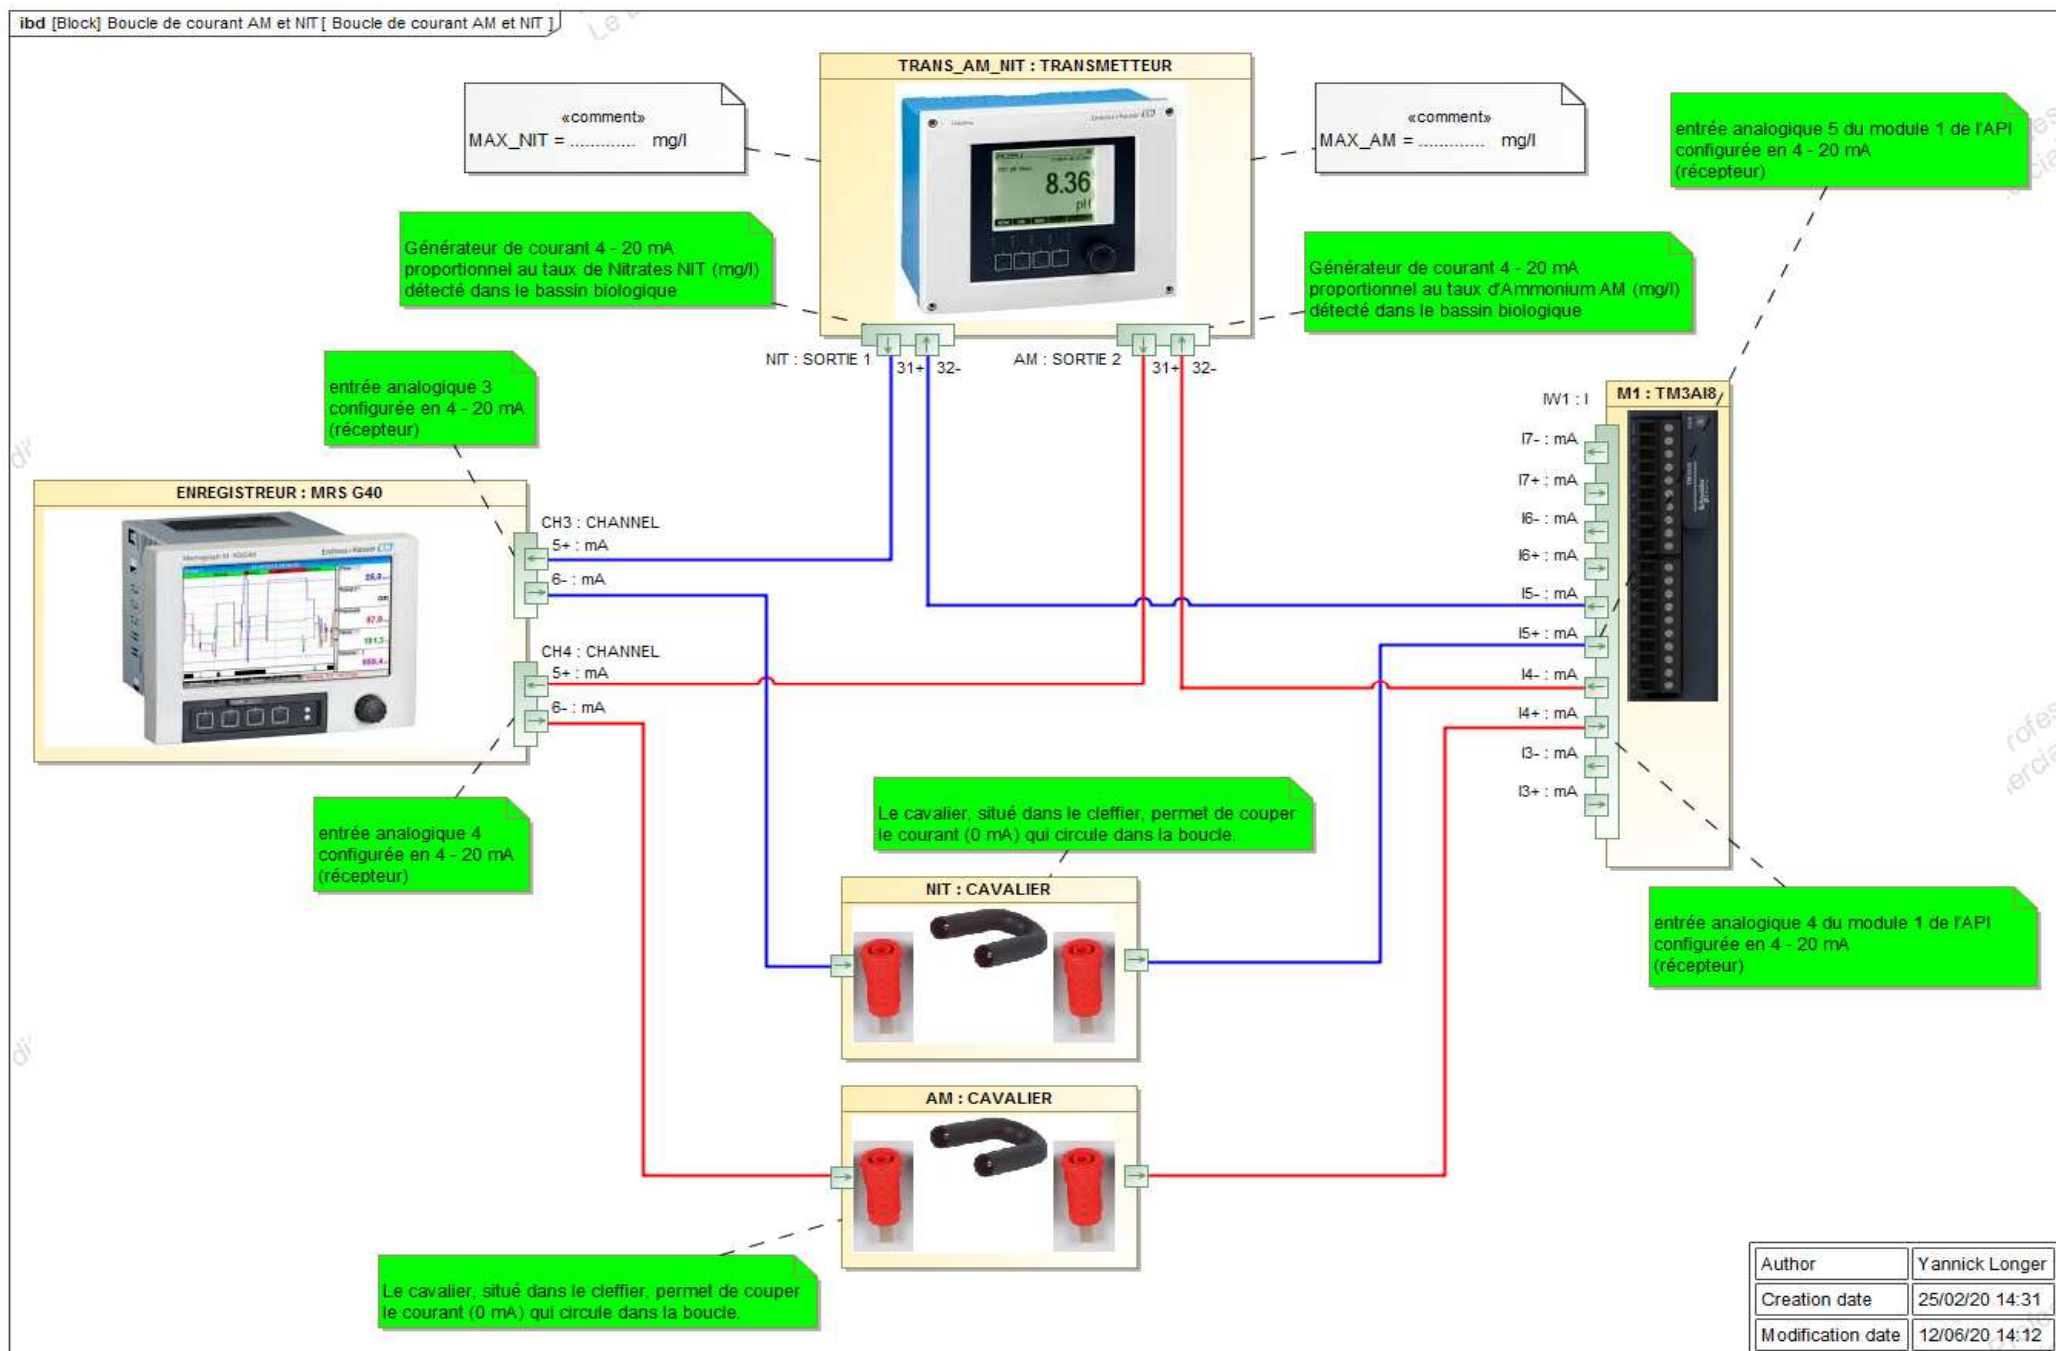 ibd [Block] Boucle de courant AM et NIT [ Boucle de courant AM et NIT ]
TRANS_AM_NIT : TRANSMETTEUR
«comment»
MAX_NIT = ............. mg/l
«comment»
MAX_AM = ............. mg/l
entrée analogique 5 du module 1 de l'API
configurée en 4 - 20 mA
(récepteur)
8.36
pH
Générateur de courant 4 - 20 mA
proportionnel au taux de Nitrates NIT (mg/l)
détecté dans le bassin biologique
Générateur de courant 4 - 20 mA
proportionnel au taux d'Ammonium AM (mg/l)
détecté dans le bassin biologique
NIT : SORTIE 1
31+
32-
AM : SORTIE 2
31+
32-
entrée analogique 3
configurée en 4 - 20 mA
(récepteur)
IW1 : I
M1 : TM3AI8
I7- : mA
I7+ : mA
I6- : mA
I6+ : mA
I5- : mA
I5+ : mA
I4- : mA
I4+ : mA
I3- : mA
I3+ : mA
ENREGISTREUR : MRS G40
CH3 : CHANNEL
5+ : mA
6- : mA
CH4 : CHANNEL
5+ : mA
6- : mA
entrée analogique 4
configurée en 4 - 20 mA
(récepteur)
Le cavalier, situé dans le cleffier, permet de couper
le courant (0 mA) qui circule dans la boucle.
NIT : CAVALIER
entrée analogique 4 du module 1 de l'API
configurée en 4 - 20 mA
(récepteur)
AM : CAVALIER
Le cavalier, situé dans le cleffier, permet de couper
le courant (0 mA) qui circule dans la boucle.
Author Yannick Longer
Creation date 25/02/20 14:31
Modification date 12/06/20 14:12